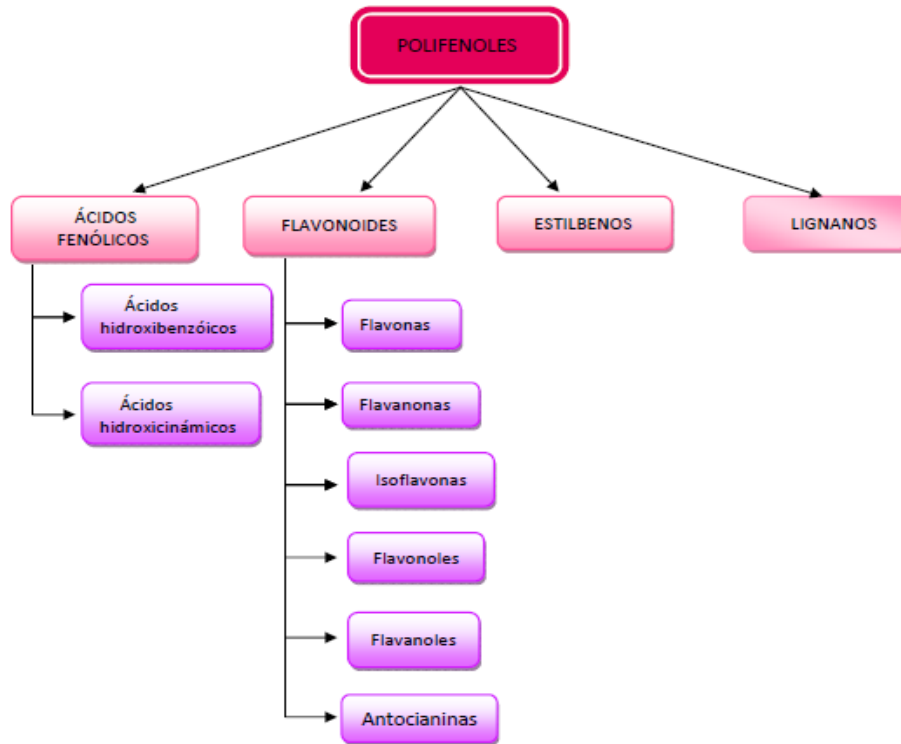 POLIFENOLES
ÁCIDOS
FENÓLICOS
FLAVONOIDES
ESTILBENOS
LIGNANOS
Ácidos
hidroxibenzóicos
Ácidos
hidroxicinámicos
Flavonas
Flavanonas
Isoflavonas
Flavonoles
Flavanoles
Antocianinas